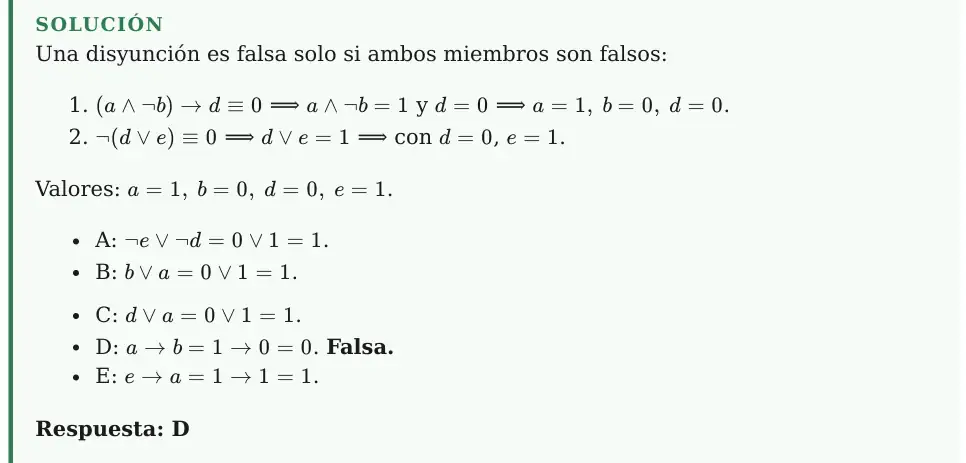 SOLUCIÓN
Una disyunción es falsa solo si ambos miembros son falsos:
1. (a ∧ ¬b) → d ≡ 0 ⟹ a ∧ ¬b = 1 y d = 0 ⟹ a = 1, b = 0, d = 0.
2. ¬(d ∨ e) ≡ 0 ⟹ d ∨ e = 1 ⟹ con d = 0, e = 1.
Valores: a = 1, b = 0, d = 0, e = 1.
• A: ¬e ∨ ¬d = 0 ∨ 1 = 1.
• B: b ∨ a = 0 ∨ 1 = 1.
• C: d ∨ a = 0 ∨ 1 = 1.
• D: a → b = 1 → 0 = 0. Falsa.
• E: e → a = 1 → 1 = 1.
Respuesta: D